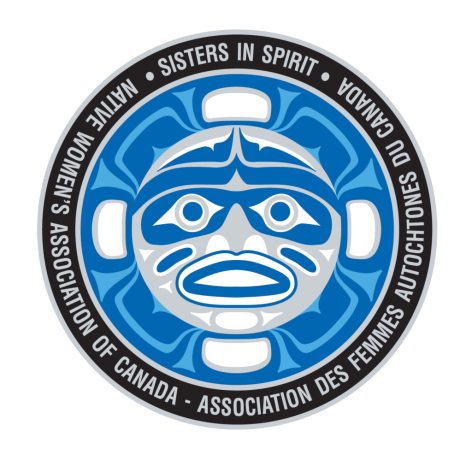 • SISTERS IN SPIRIT •
NATIVE WOMEN'S ASSOCIATION OF CANADA - ASSOCIATION DES FEMMES AUTOCHTONES DU CANADA